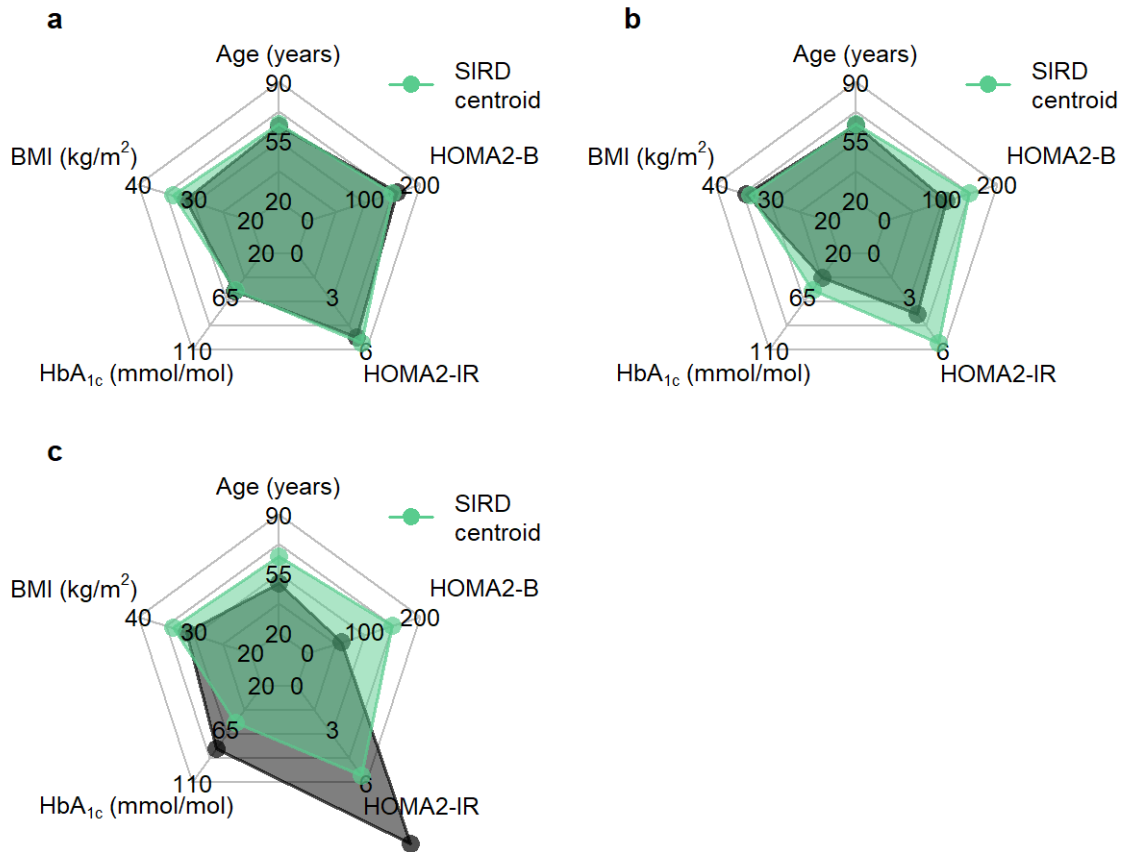 a
Age (years)
90
SIRD
centroid
55
HOMA2-B
BMI (kg/m²)
40
30
20
20
100
200
0
20
0
65
3
110
6
HbA₁c (mmol/mol)
HOMA2-IR
b
Age (years)
90
SIRD
centroid
55
HOMA2-B
BMI (kg/m²)
40
30
20
20
100
200
0
20
0
65
3
110
6
HbA₁c (mmol/mol)
HOMA2-IR
c
Age (years)
90
SIRD
centroid
55
HOMA2-B
BMI (kg/m²)
40
30
20
20
100
200
0
20
0
65
3
110
6
HbA₁c (mmol/mol)
HOMA2-IR